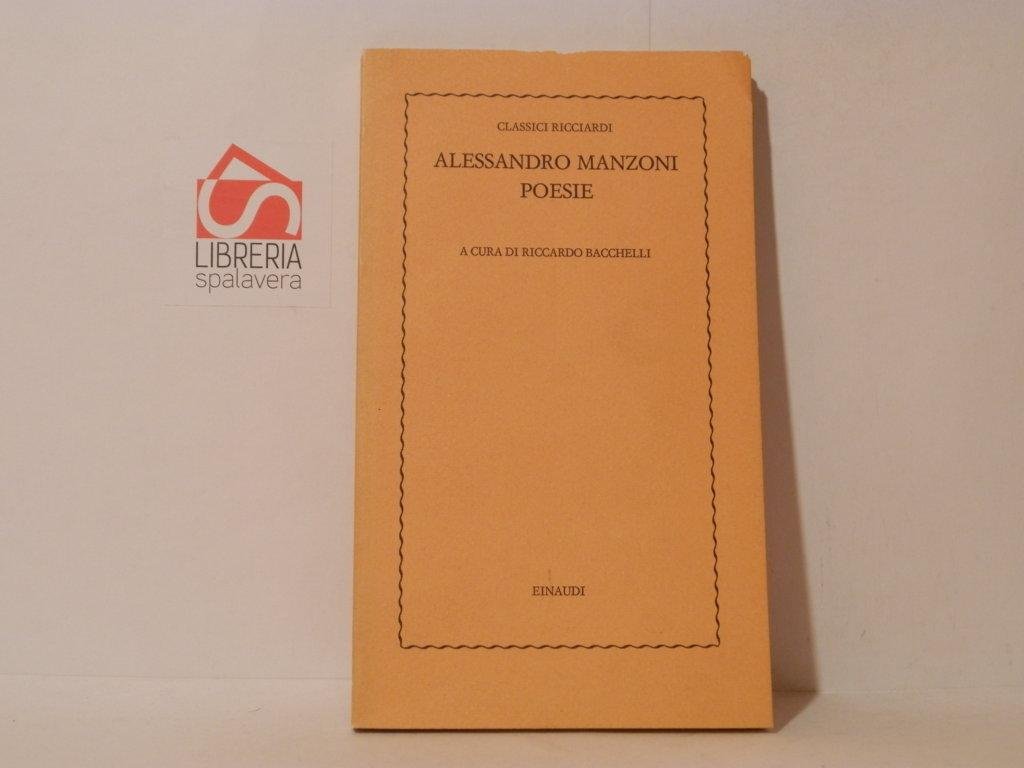 CLASSICI RICCIARDI
ALESSANDRO MANZONI
POESIE
A CURA DI RICCARDO BACCHELLI
EINAUDI
LIBRERIA
spalavera